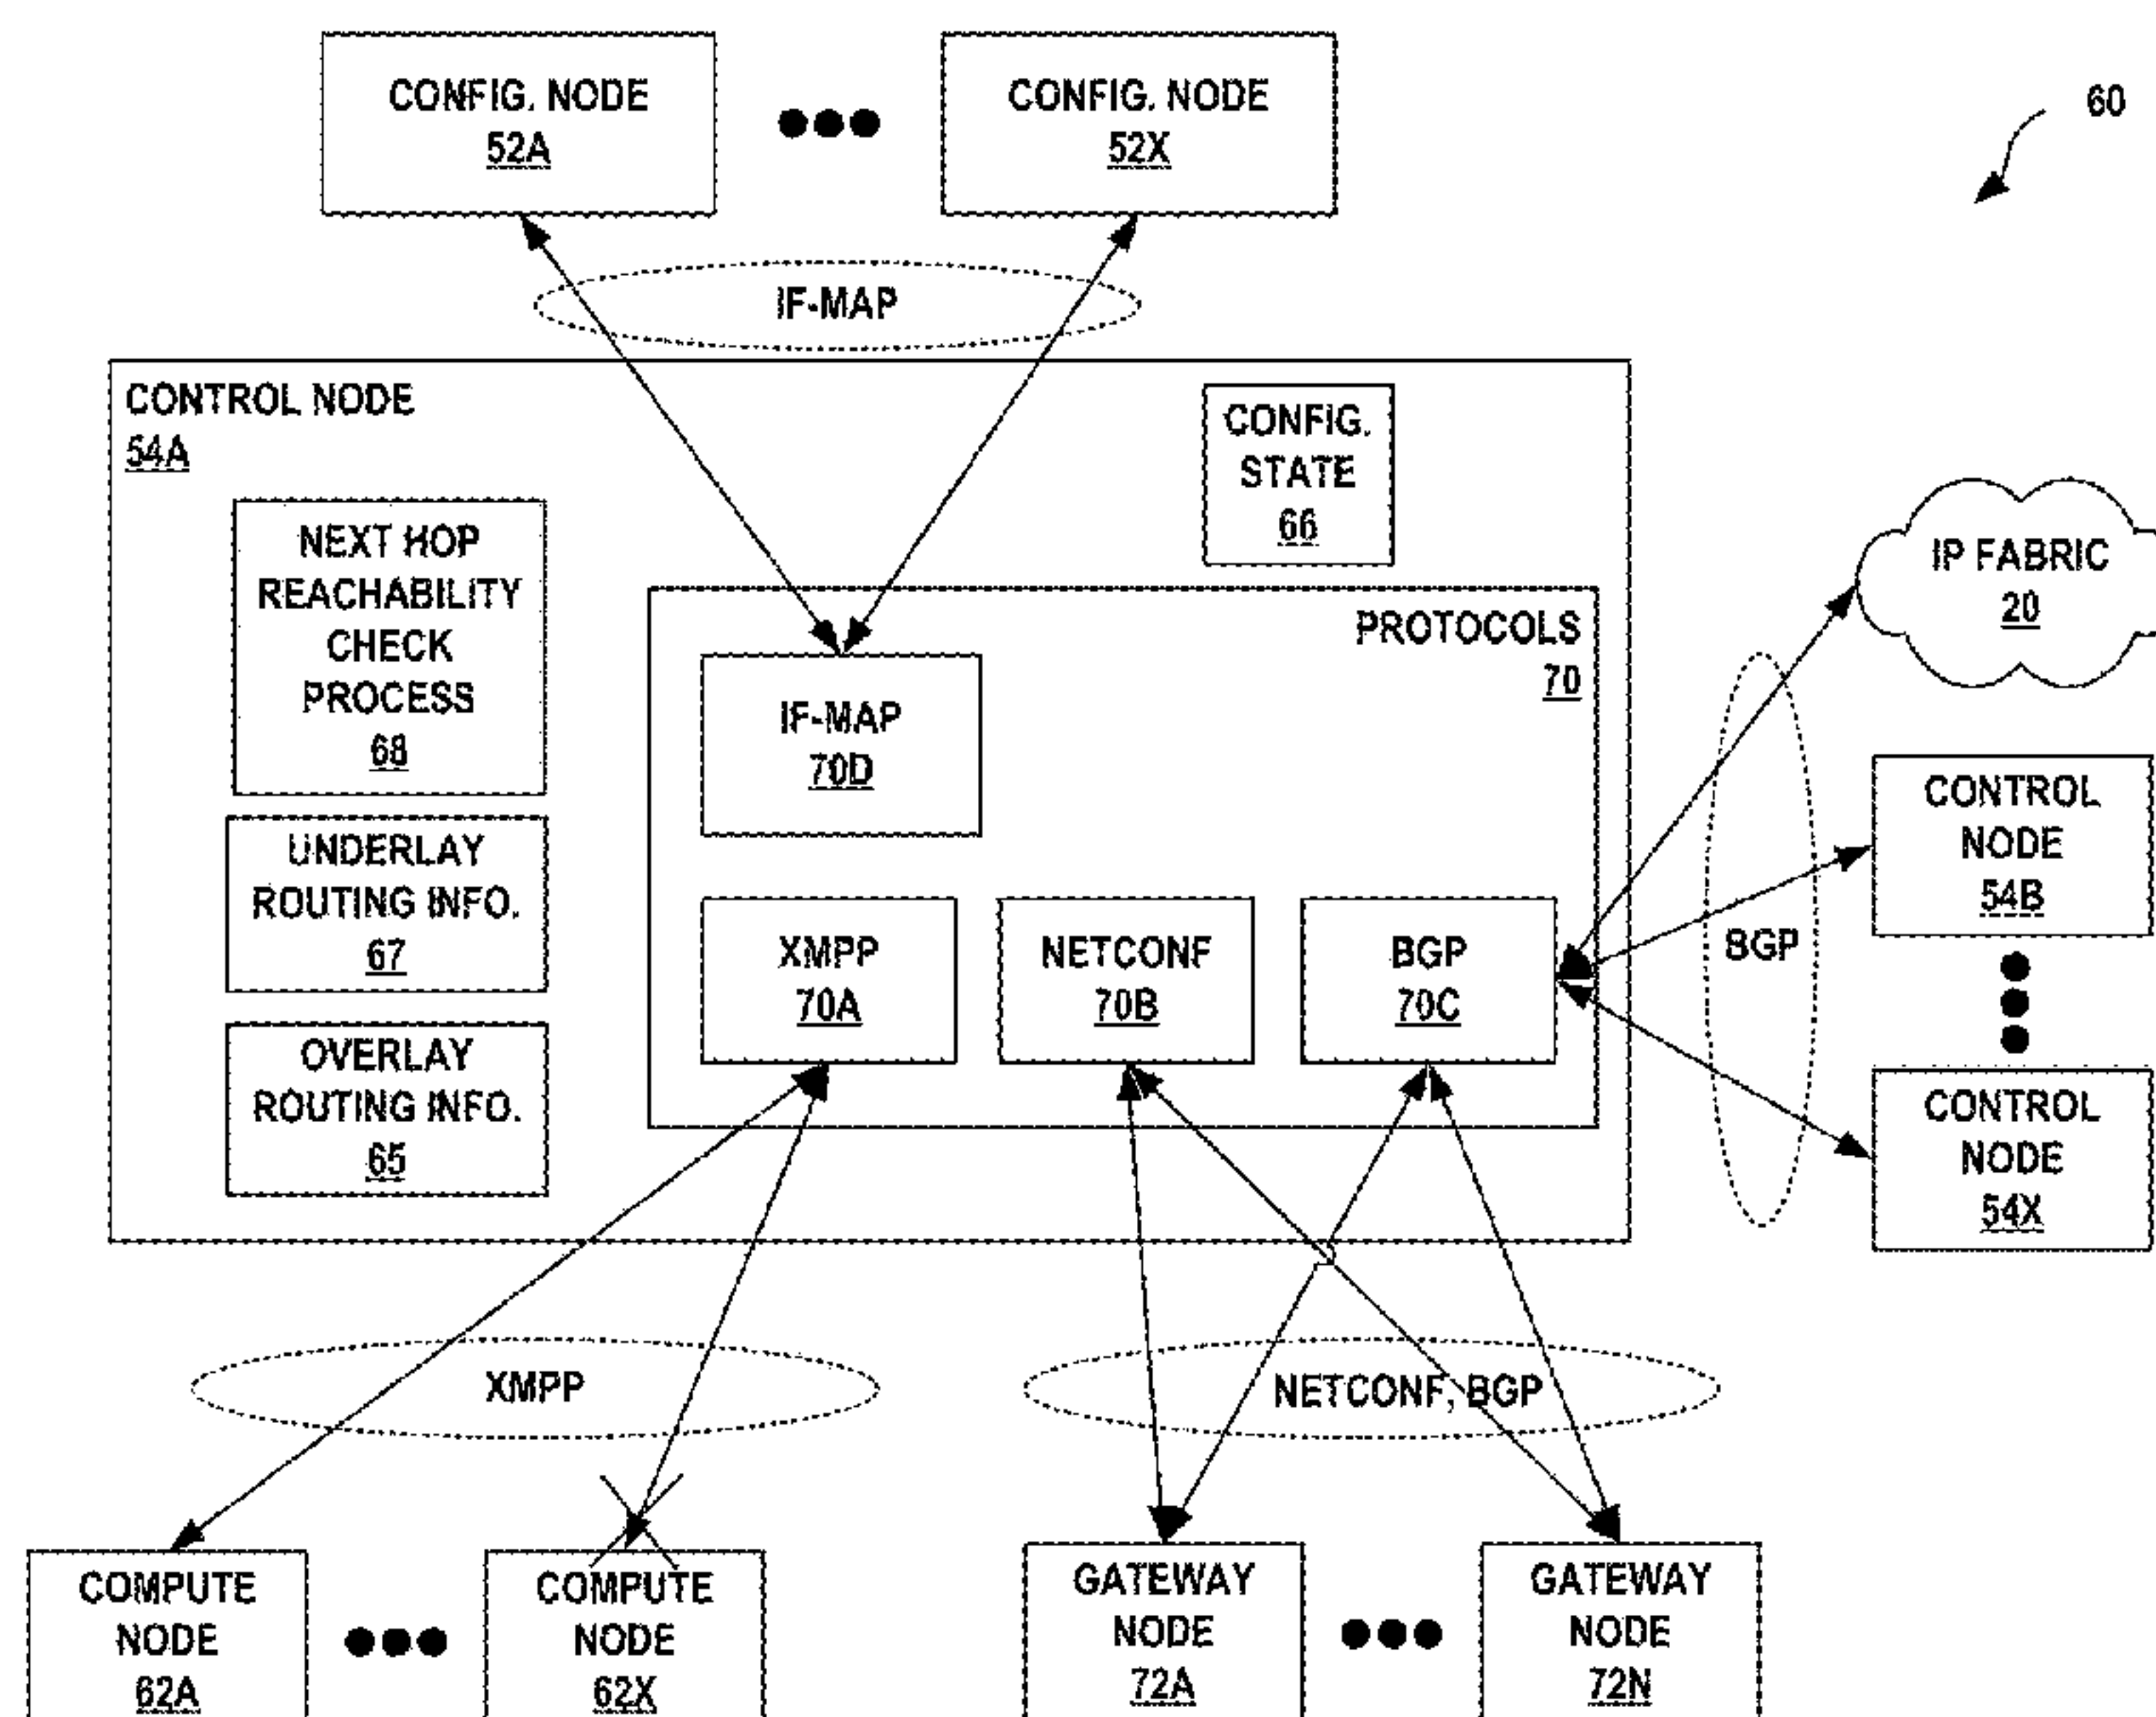 CONFIG. NODE
52A
CONFIG. NODE
52X
60
IF-MAP
CONTROL NODE
54A
CONFIG.
STATE
66
NEXT HOP
REACHABILITY
CHECK
PROCESS
68
PROTOCOLS
70
IP FABRIC
20
IF-MAP
70D
UNDERLAY
ROUTING INFO.
67
CONTROL
NODE
54B
XMPP
70A
NETCONF
70B
BGP
70C
BGP
OVERLAY
ROUTING INFO.
65
CONTROL
NODE
54X
XMPP
NETCONF, BGP
COMPUTE
NODE
62A
COMPUTE
NODE
62X
GATEWAY
NODE
72A
GATEWAY
NODE
72N